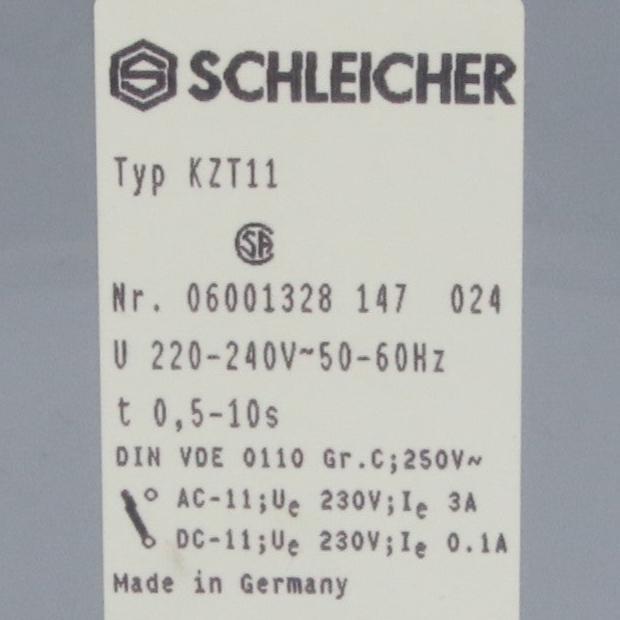 S SCHLEICHER
Typ KZT11
SA
Nr. 06001328 147 024
U 220-240V~50-60Hz
t 0,5-10s
DIN VDE 0110 Gr.C;250V~
AC-11;Ue 230V;Ie 3A
DC-11;Ue 230V;Ie 0.1A
Made in Germany